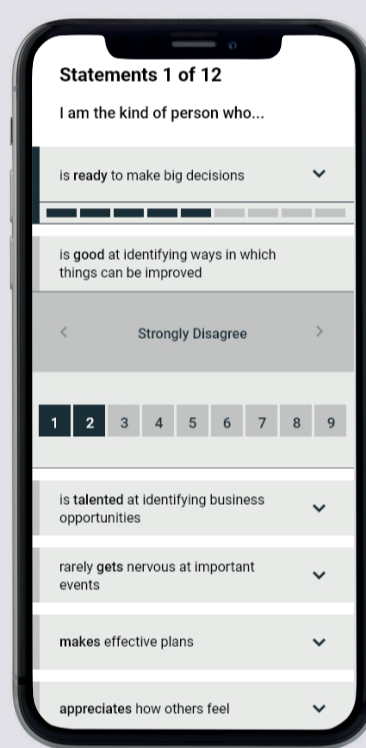 Statements 1 of 12
I am the kind of person who...
is ready to make big decisions
is good at identifying ways in which
things can be improved
Strongly Disagree
1 2 3 4 5 6 7 8 9
is talented at identifying business
opportunities
rarely gets nervous at important
events
makes effective plans
appreciates how others feel